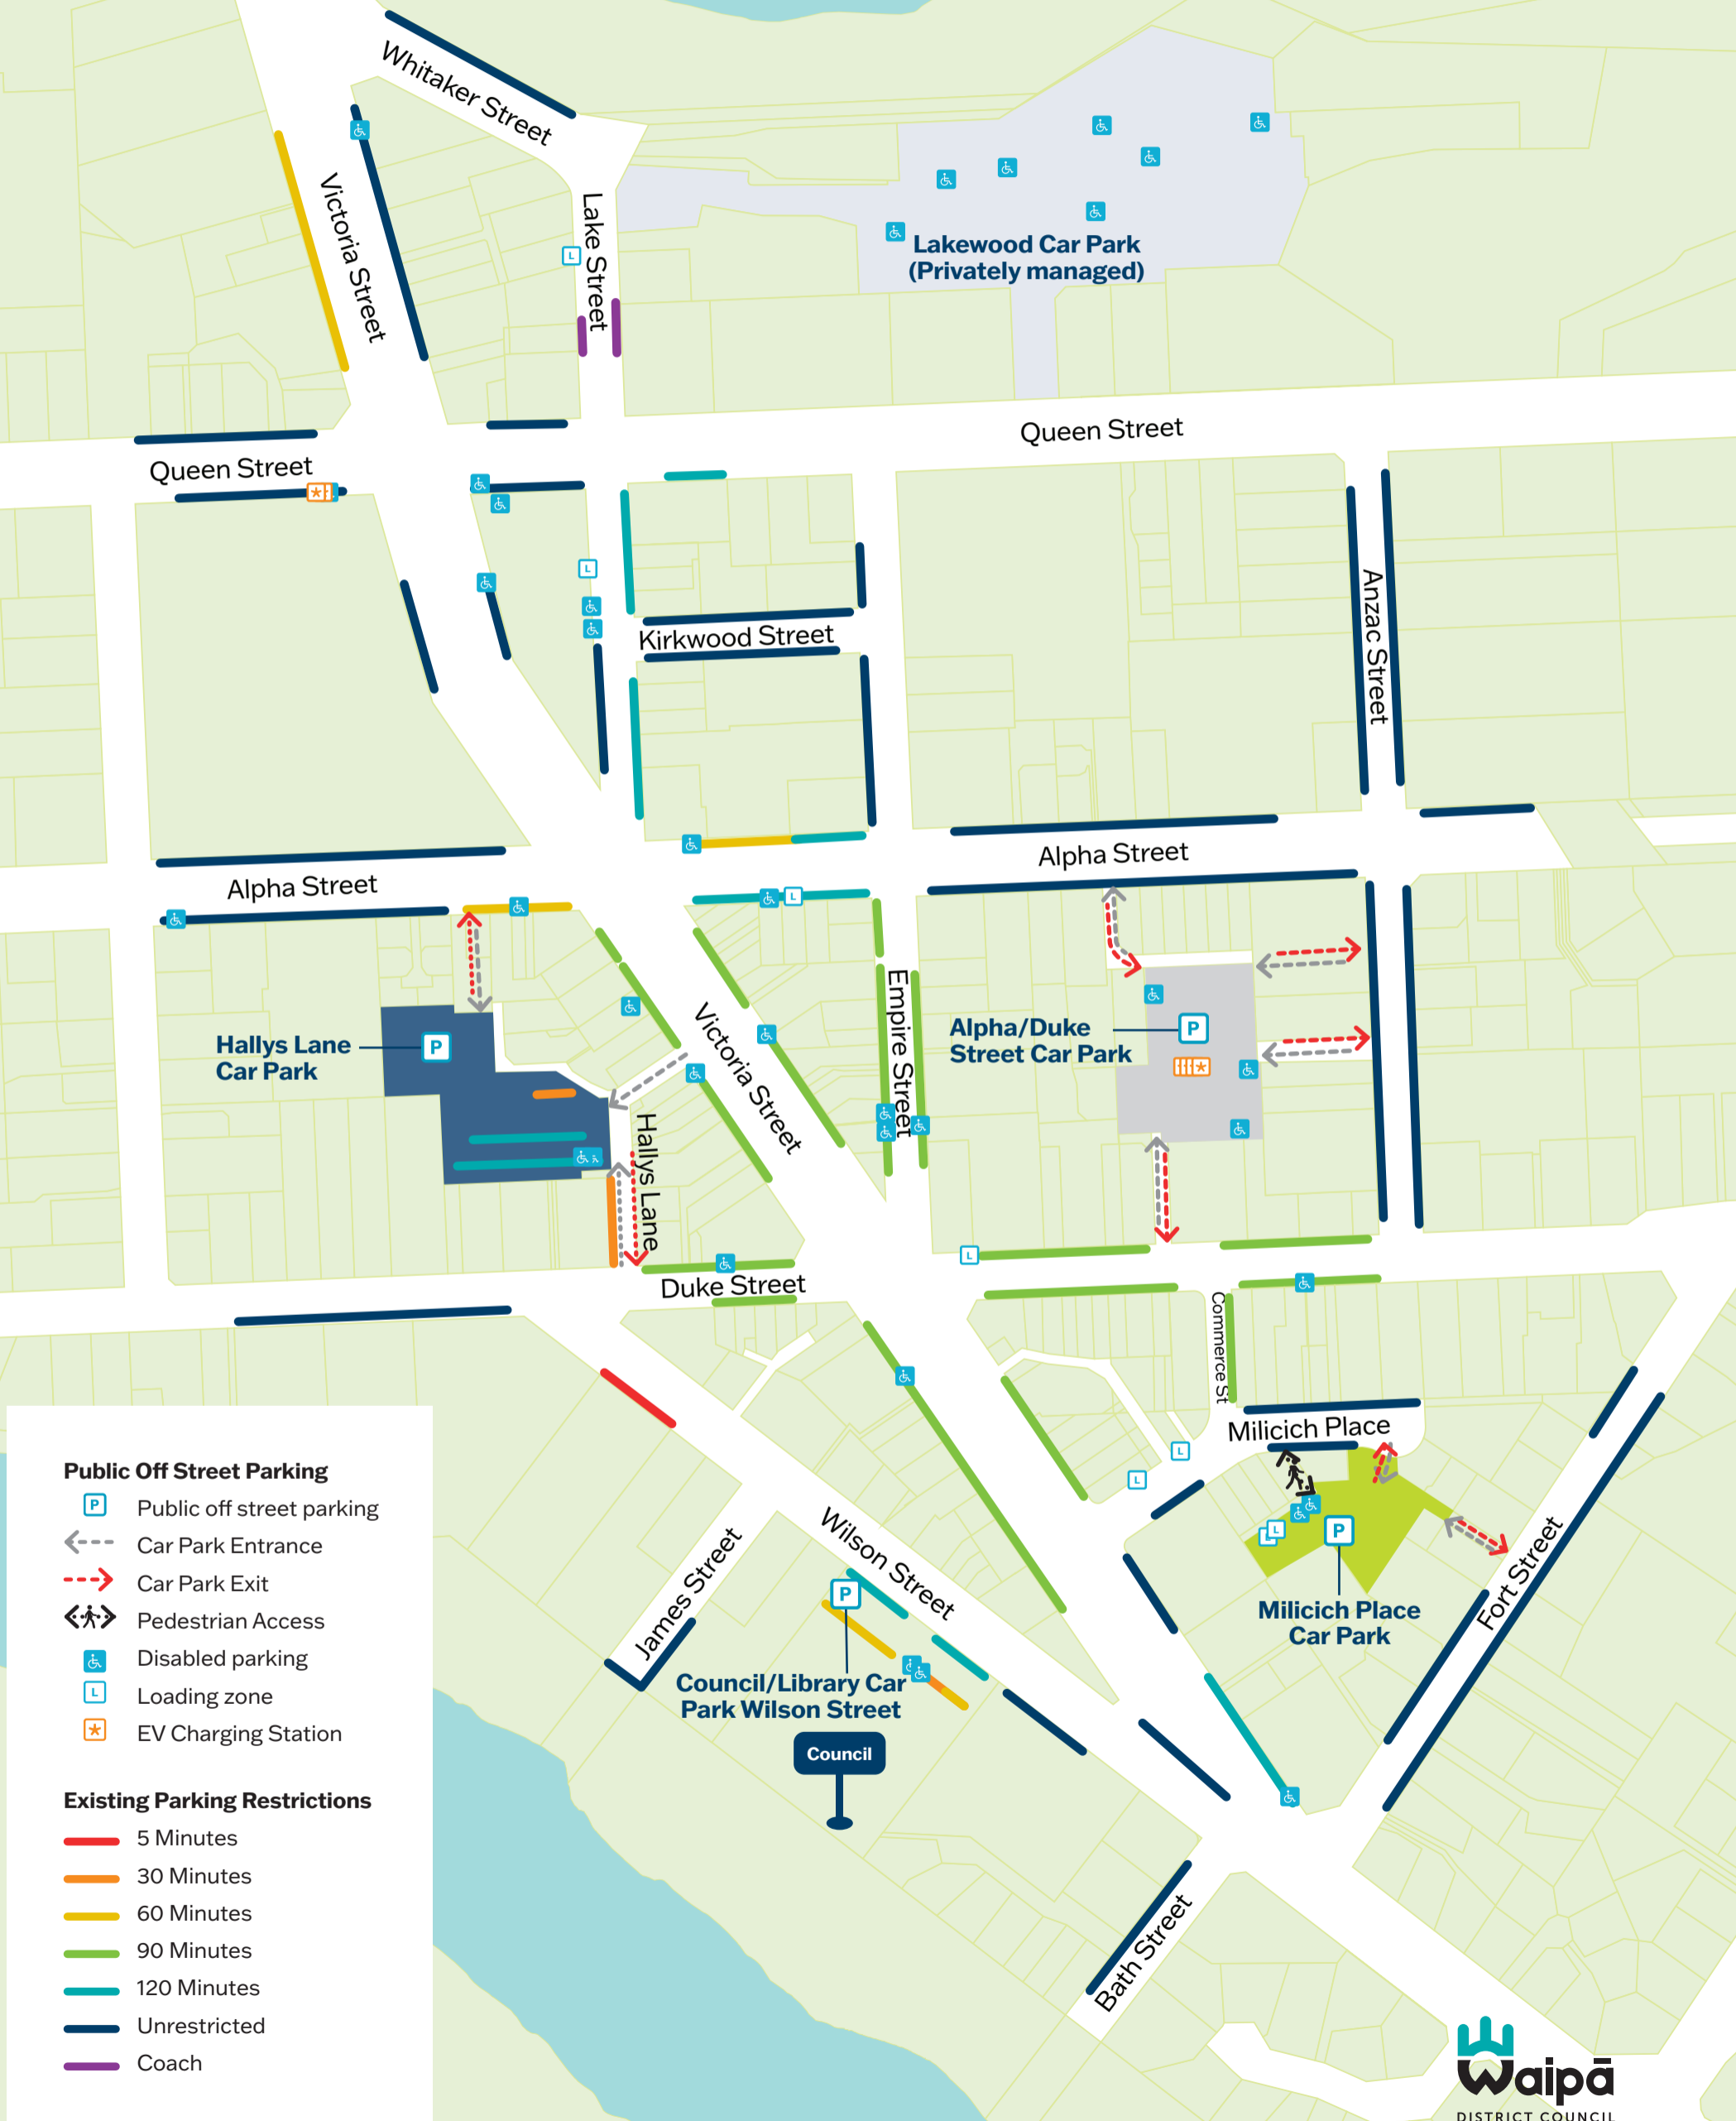 Whitaker Street
Victoria Street
Lake Street
Lakewood Car Park
(Privately managed)
L
Queen Street
Queen Street
L
Kirkwood Street
Anzac Street
Alpha Street
Alpha Street
L
Hallys Lane
Car Park
P
Victoria Street
Empire Street
Alpha/Duke
Street Car Park
P
Hallys Lane
L
Duke Street
Commerce St
Milicich Place
L
L
L
L
P
Milicich Place
Car Park
Fort Street
Wilson Street
James Street
P
Council/Library Car
Park Wilson Street
Council
Bath Street
Public Off Street Parking
P Public off street parking
Car Park Entrance
Car Park Exit
Pedestrian Access
Disabled parking
L Loading zone
EV Charging Station
Existing Parking Restrictions
5 Minutes
30 Minutes
60 Minutes
90 Minutes
120 Minutes
Unrestricted
Coach
Waipā
DISTRICT COUNCIL